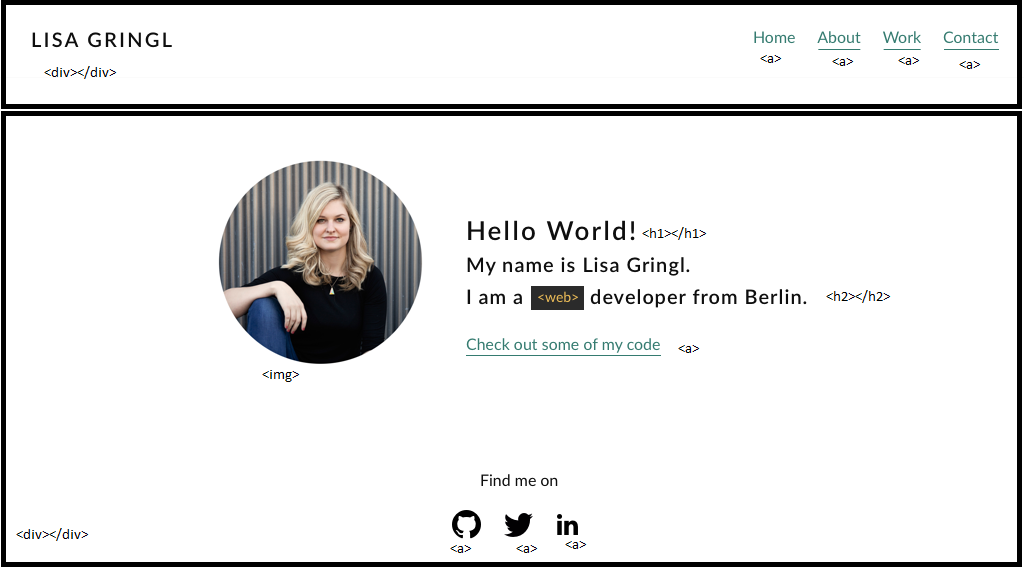 LISA GRINGL
Home About Work Contact
<div></div>
<a> <a> <a> <a>
Hello World! <h1></h1>
My name is Lisa Gringl.
I am a <web> developer from Berlin. <h2></h2>
Check out some of my code <a>
<img>
Find me on
in
<div></div>
<a> <a> <a>